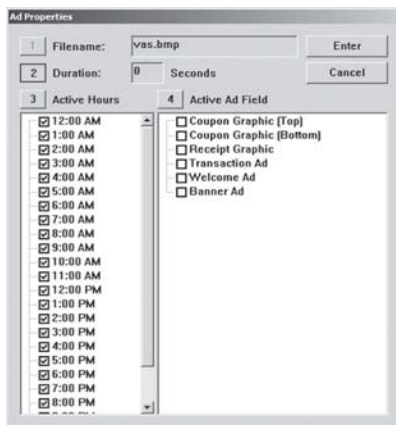 Ad Properties
1 Filename: vas.bmp Enter
2 Duration: 0 Seconds Cancel
3 Active Hours 4 Active Ad Field
12:00 AM Coupon Graphic (Top)
1:00 AM Coupon Graphic (Bottom)
2:00 AM Receipt Graphic
3:00 AM Transaction Ad
4:00 AM Welcome Ad
5:00 AM Banner Ad
6:00 AM
7:00 AM
8:00 AM
9:00 AM
10:00 AM
11:00 AM
12:00 PM
1:00 PM
2:00 PM
3:00 PM
4:00 PM
5:00 PM
6:00 PM
7:00 PM
8:00 PM